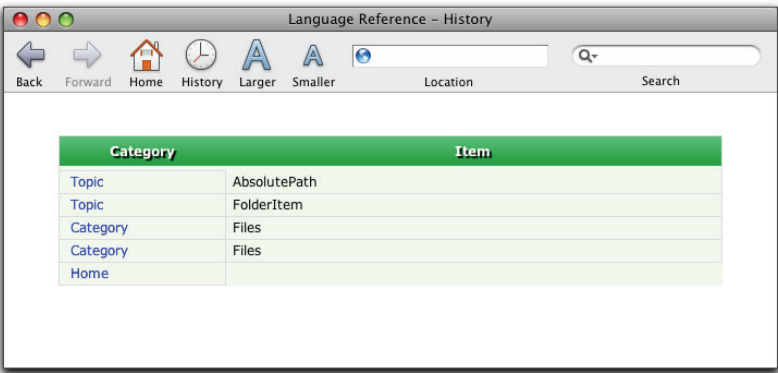 Language Reference – History
Back Forward Home History Larger Smaller Location Search
Category Item
Topic AbsolutePath
Topic FolderItem
Category Files
Category Files
Home